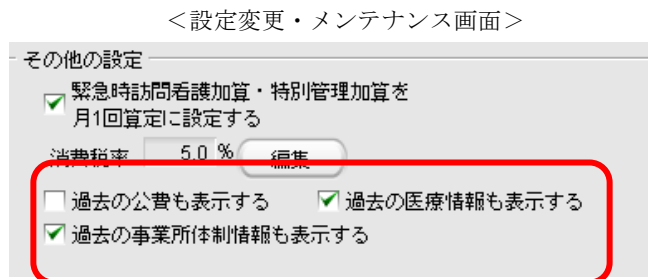 ＜設定変更・メンテナンス画面＞
その他の設定
緊急時訪問看護加算・特別管理加算を
月1回算定に設定する
消費税率 5.0 % 編集
過去の公費も表示する 過去の医療情報も表示する
過去の事業所体制情報も表示する